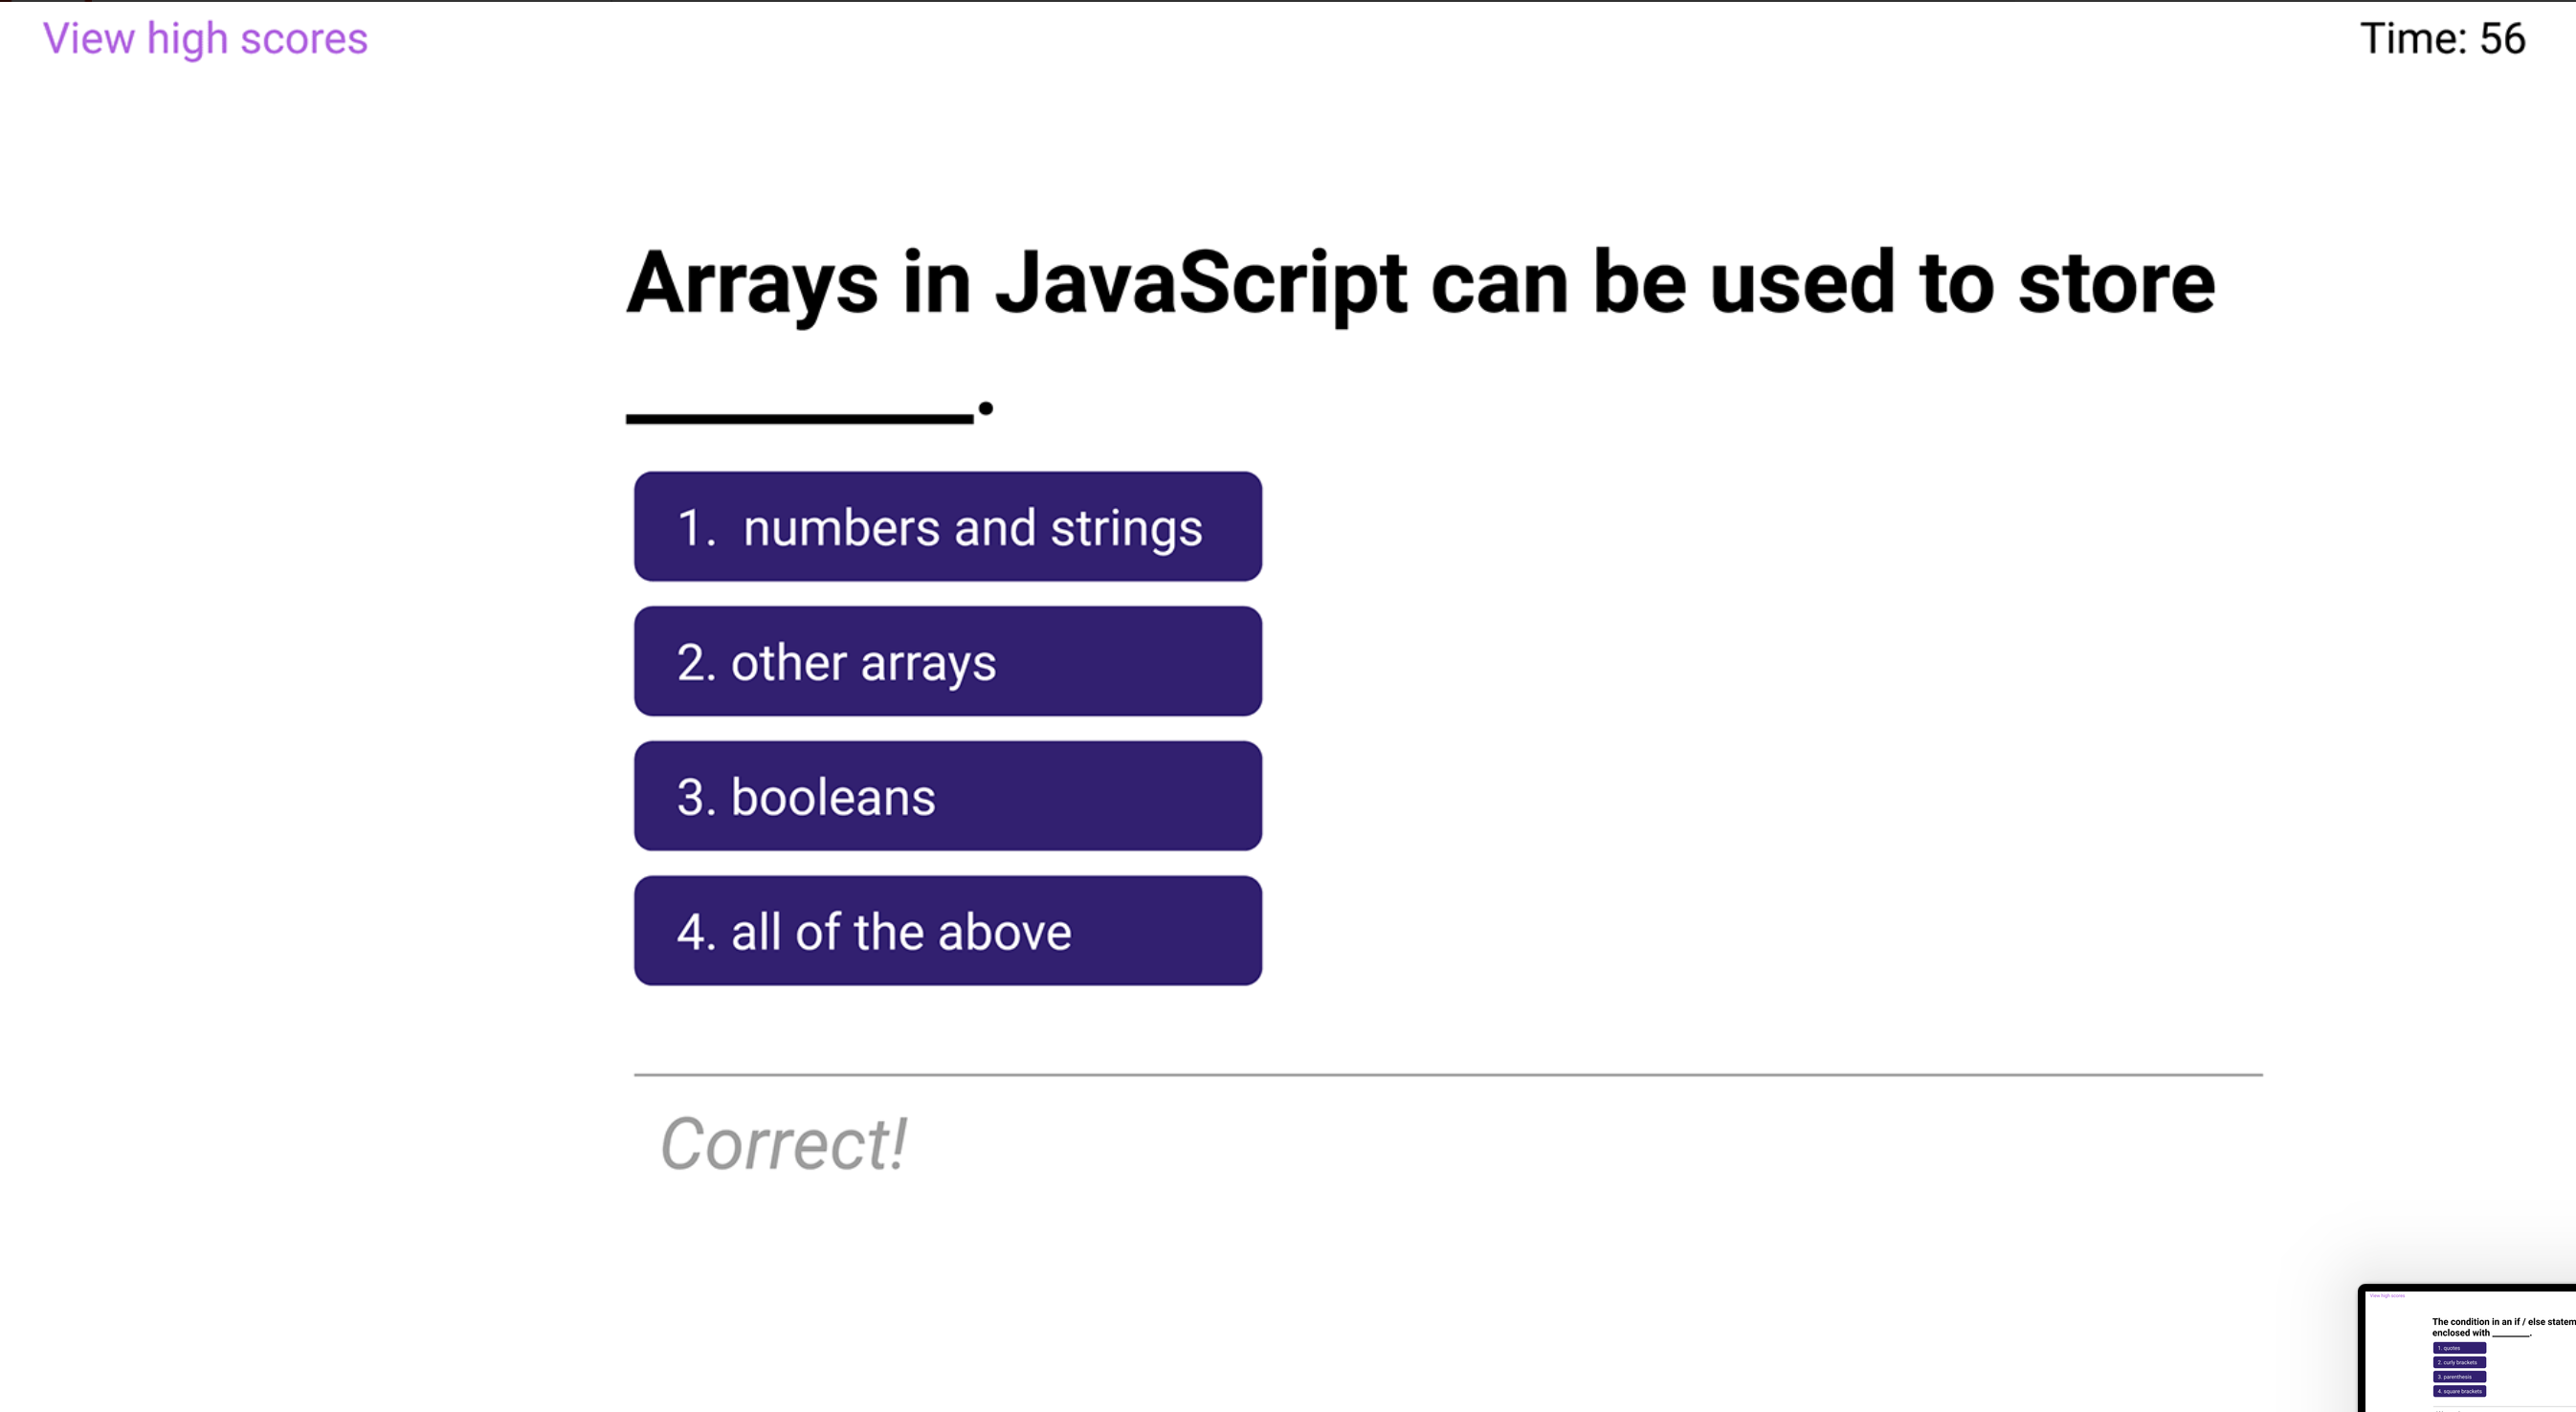 View high scores
Time: 56
Arrays in JavaScript can be used to store
________.
1. numbers and strings
2. other arrays
3. booleans
4. all of the above
Correct!
View high scores
The condition in an if / else statem
enclosed with ________.
1. quotes
2. curly brackets
3. parenthesis
4. square brackets